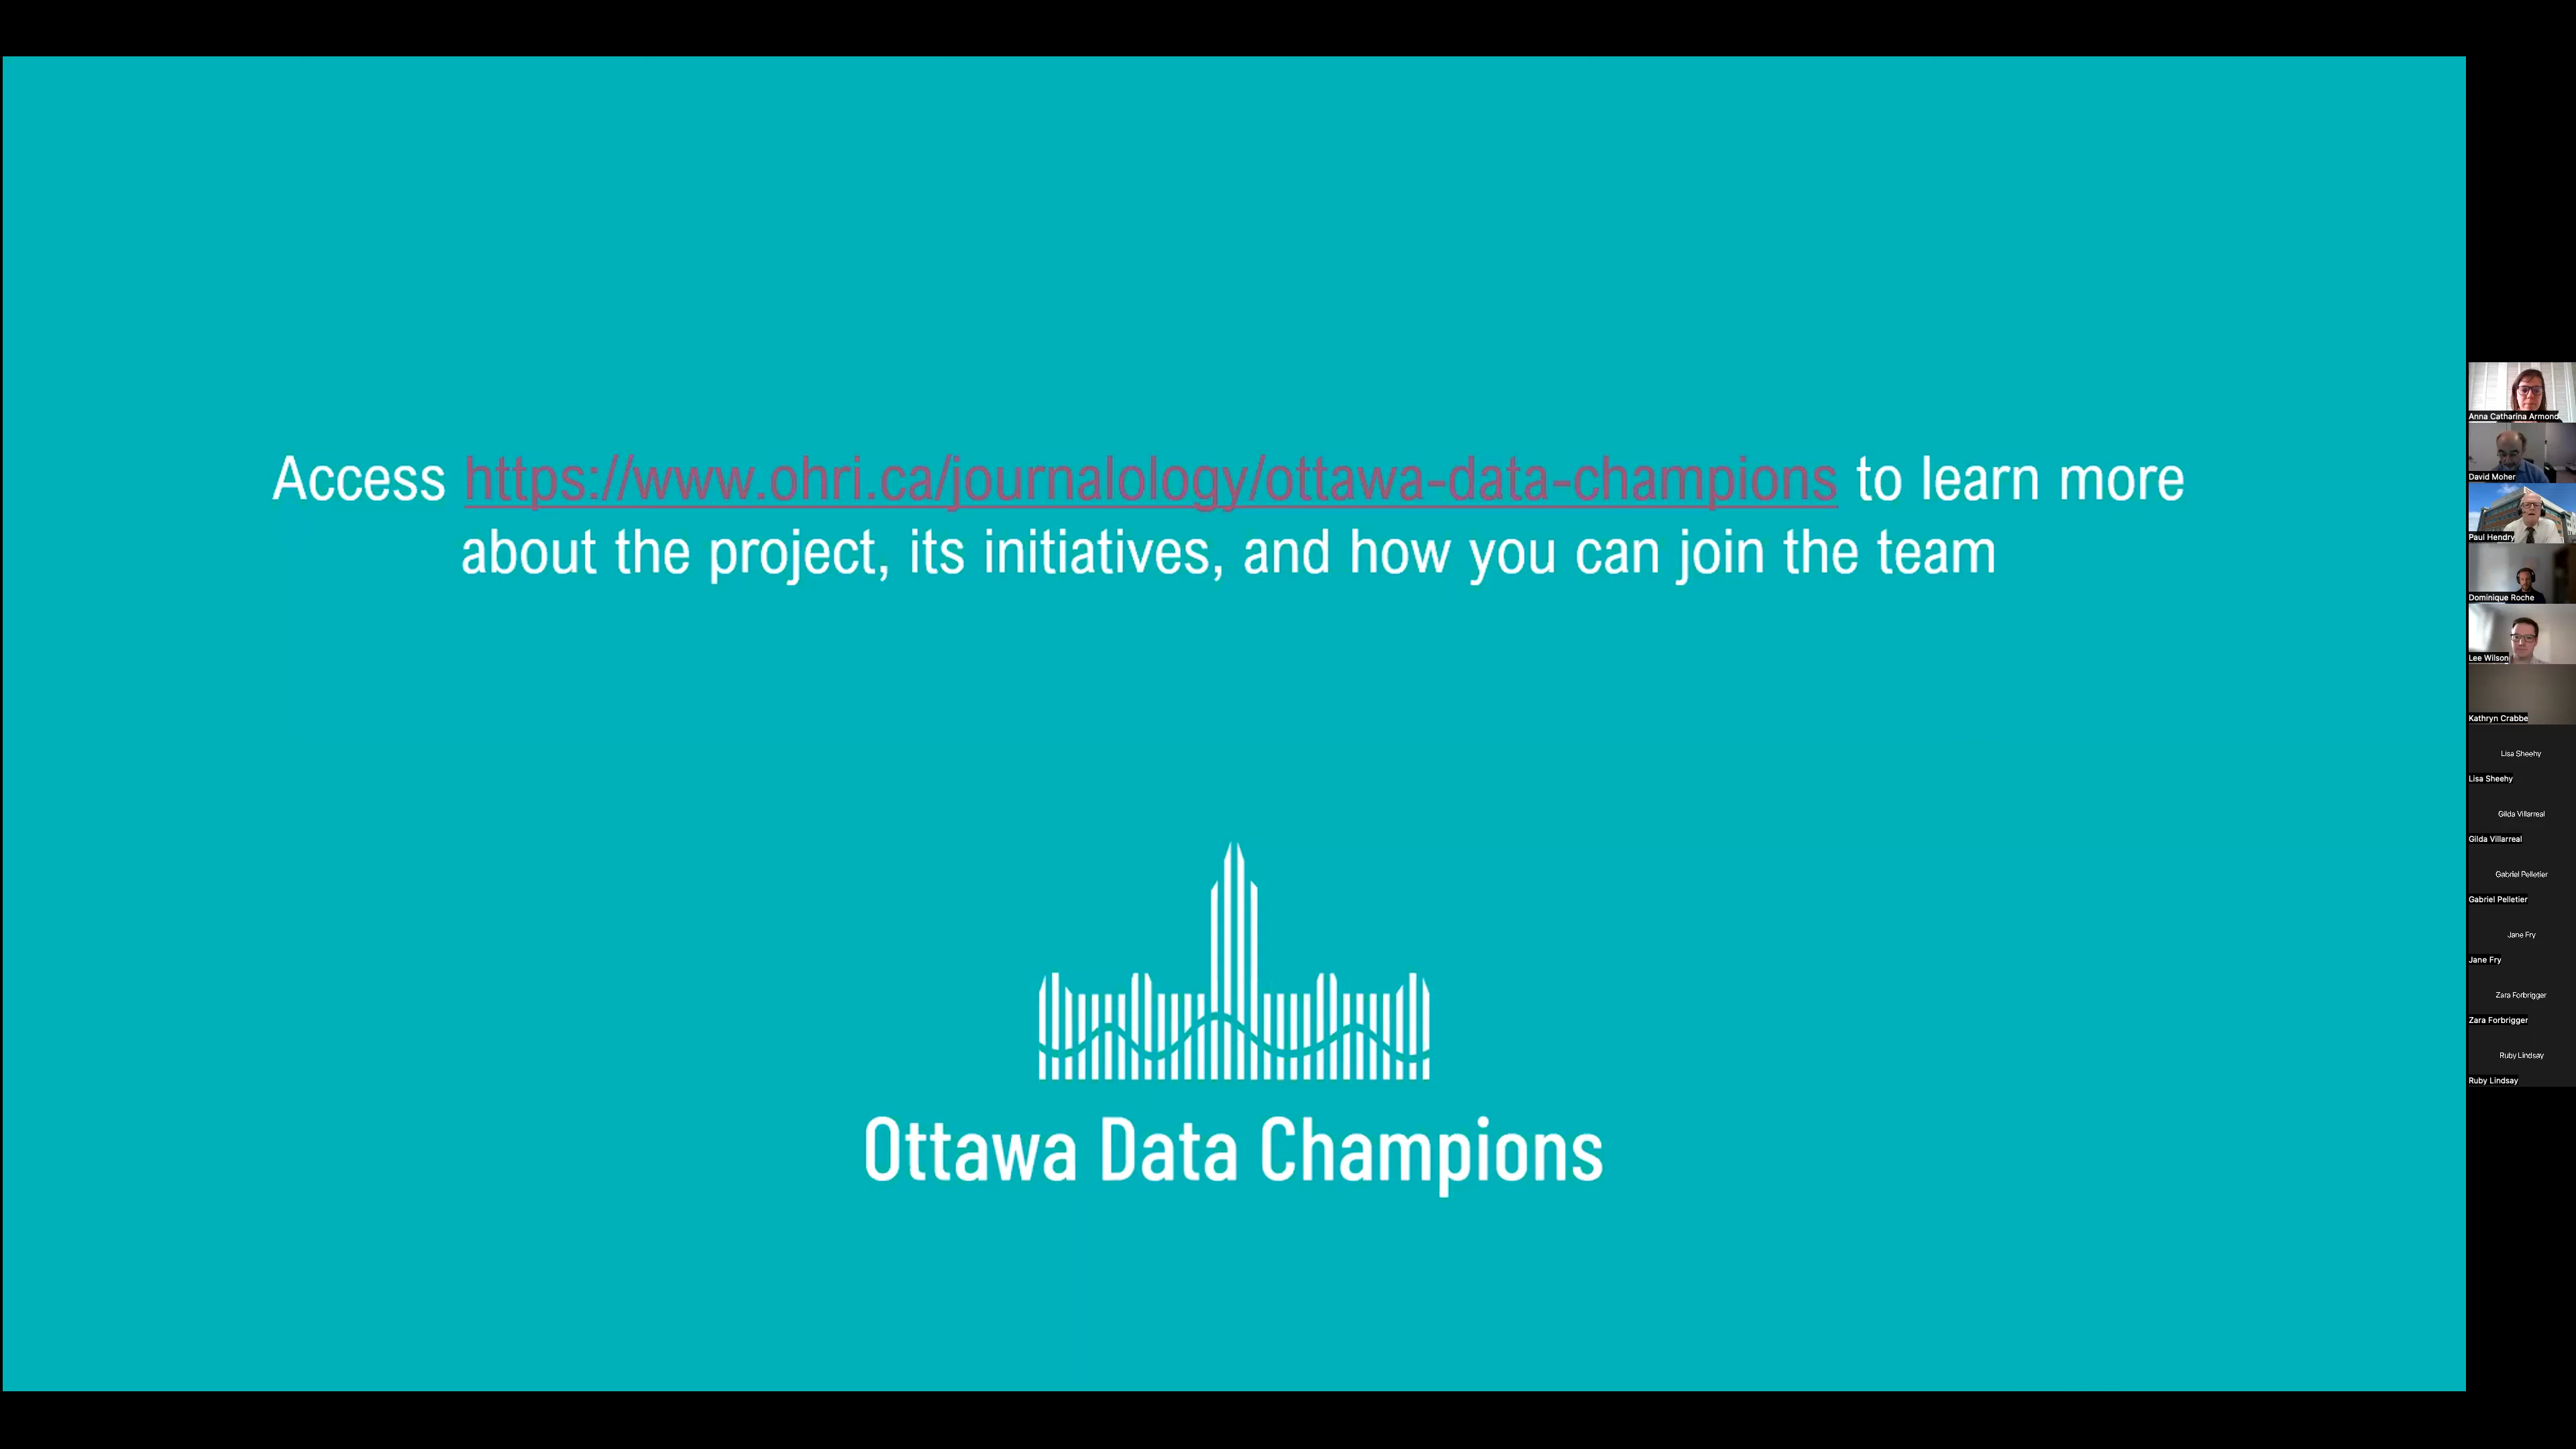 Access https://www.ohri.ca/journalology/ottawa-data-champions to learn more
about the project, its initiatives, and how you can join the team
Ottawa Data Champions
Anna Catharina Armond
David Moher
Paul Hendry
Dominique Roche
Lee Wilson
Kathryn Crabbe
Lisa Sheehy
Lisa Sheehy
Gilda Villarreal
Gilda Villarreal
Gabriel Pelletier
Gabriel Pelletier
Jane Fry
Jane Fry
Zara Forbrigger
Zara Forbrigger
Ruby Lindsay
Ruby Lindsay